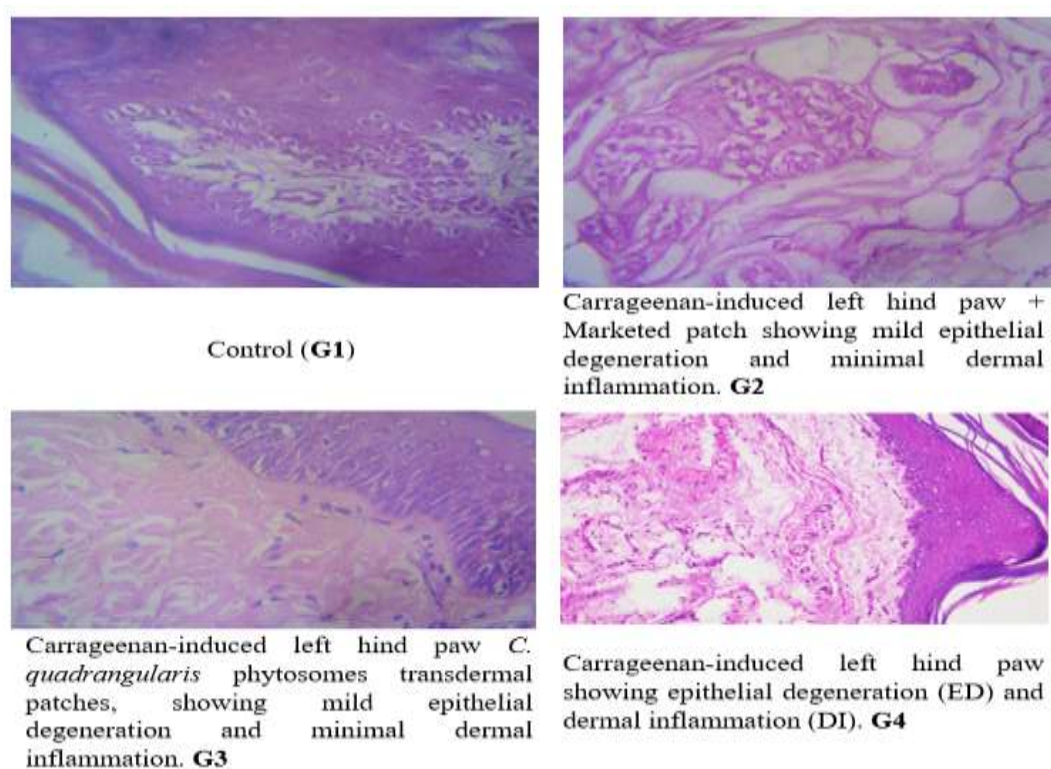 Control (G1)
Carrageenan-induced left hind paw +
Marketed patch showing mild epithelial
degeneration and minimal dermal
inflammation. G2
Carrageenan-induced left hind paw C.
quadrangularis phytosomes transdermal
patches, showing mild epithelial
degeneration and minimal dermal
inflammation. G3
Carrageenan-induced left hind paw
showing epithelial degeneration (ED) and
dermal inflammation (DI). G4